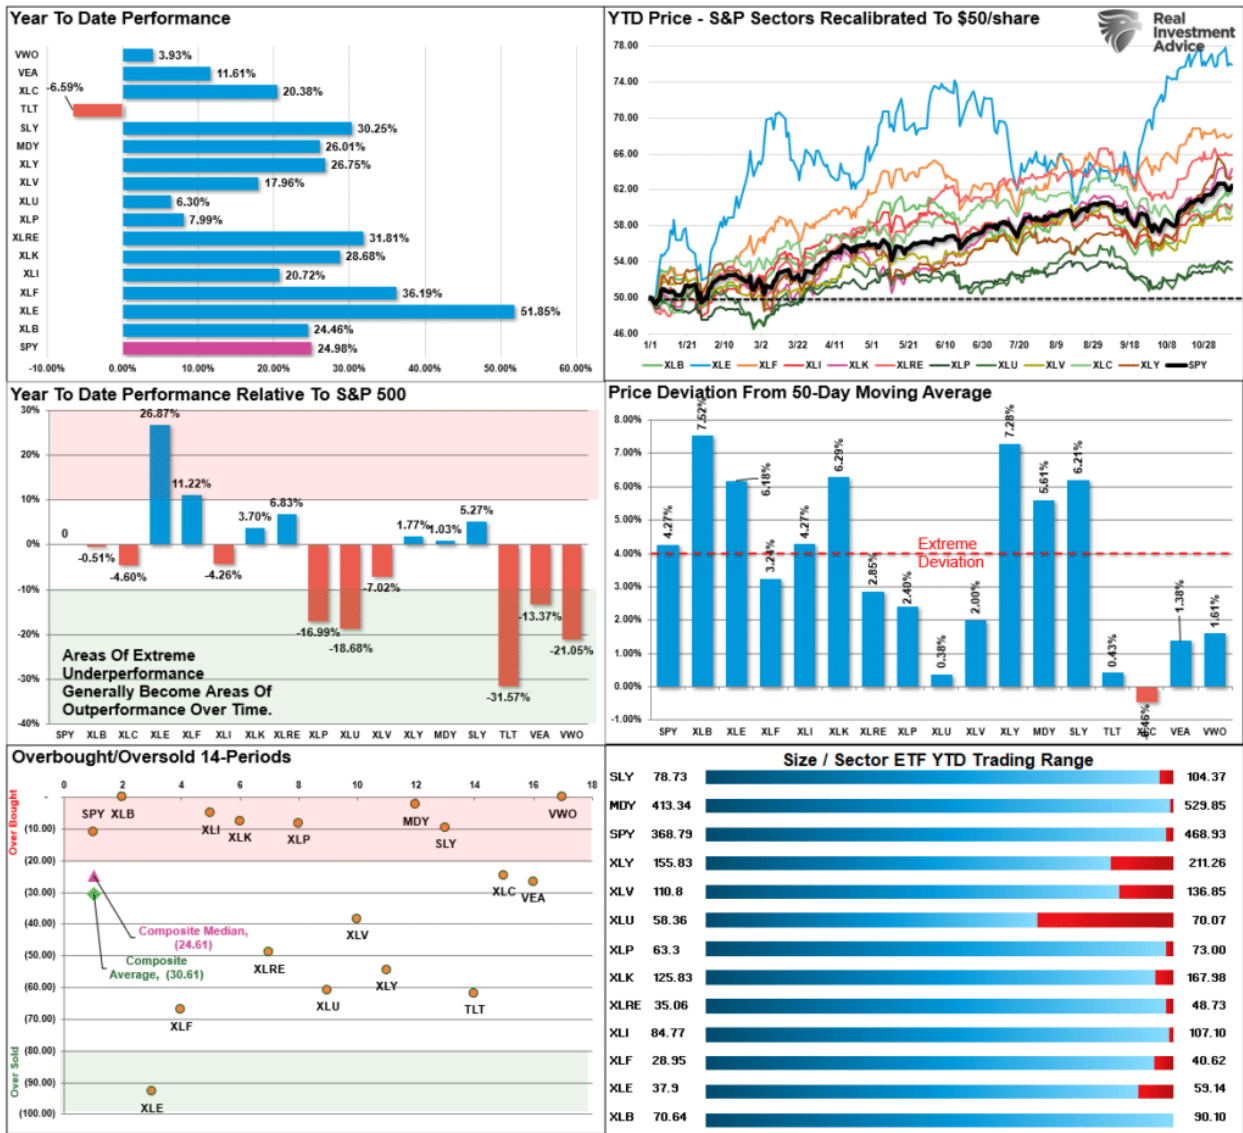 Year To Date Performance
VWO
3.93%
VEA
11.61%
XLC
20.38%
-6.59%
TLT
SLY
30.25%
MDY
26.01%
XLY
26.75%
XLV
17.96%
XLU
6.30%
XLP
7.99%
XLRE
31.81%
XLK
28.68%
XLI
20.72%
XLF
36.19%
XLE
51.85%
XLB
24.46%
SPY
24.98%
-10.00% 0.00% 10.00% 20.00% 30.00% 40.00% 50.00% 60.00%
YTD Price - S&P Sectors Recalibrated To $50/share
Real
Investment
Advice
78.00
74.00
70.00
66.00
62.00
58.00
54.00
50.00
46.00
1/1 1/21 2/10 3/2 3/22 4/11 5/1 5/21 6/10 6/30 7/20 8/9 8/29 9/18 10/8 10/28
XLB XLE XLF XLI XLK XLRE XLP XLU XLV XLC XLY SPY
Year To Date Performance Relative To S&P 500
30%
20%
10%
0%
-10%
-20%
-30%
-40%
0
-0.51%
-4.60%
26.87%
11.22%
-4.26%
3.70%
6.83%
-16.99%
-18.68%
-7.02%
1.77%
1.03%
5.27%
-31.57%
-13.37%
-21.05%
Areas Of Extreme
Underperformance
Generally Become Areas Of
Outperformance Over Time.
SPY XLB XLC XLE XLF XLI XLK XLRE XLP XLU XLV XLY MDY SLY TLT VEA VWO
Price Deviation From 50-Day Moving Average
8.00%
7.00%
6.00%
5.00%
4.00%
3.00%
2.00%
1.00%
0.00%
-1.00%
4.27%
7.52%
6.18%
3.24%
4.27%
6.29%
2.85%
2.40%
0.38%
2.00%
7.28%
5.61%
6.21%
0.43%
-0.46%
1.38%
1.61%
Extreme
Deviation
SPY XLB XLE XLF XLI XLK XLRE XLP XLU XLV XLY MDY SLY TLT XLC VEA VWO
Overbought/Oversold 14-Periods
0 2 4 6 8 10 12 14 16 18
-
(10.00)
(20.00)
(30.00)
(40.00)
(50.00)
(60.00)
(70.00)
(80.00)
(90.00)
(100.00)
Over Bought
Over Sold
SPY
XLB
XLI
XLK
XLP
MDY
SLY
VWO
XLC
VEA
XLV
Composite Median,
(24.61)
Composite
Average, (30.61)
XLRE
XLY
XLU
TLT
XLF
XLE
Size / Sector ETF YTD Trading Range
SLY 78.73 104.37
MDY 413.34 529.85
SPY 368.79 468.93
XLY 155.83 211.26
XLV 110.8 136.85
XLU 58.36 70.07
XLP 63.3 73.00
XLK 125.83 167.98
XLRE 35.06 48.73
XLI 84.77 107.10
XLF 28.95 40.62
XLE 37.9 59.14
XLB 70.64 90.10